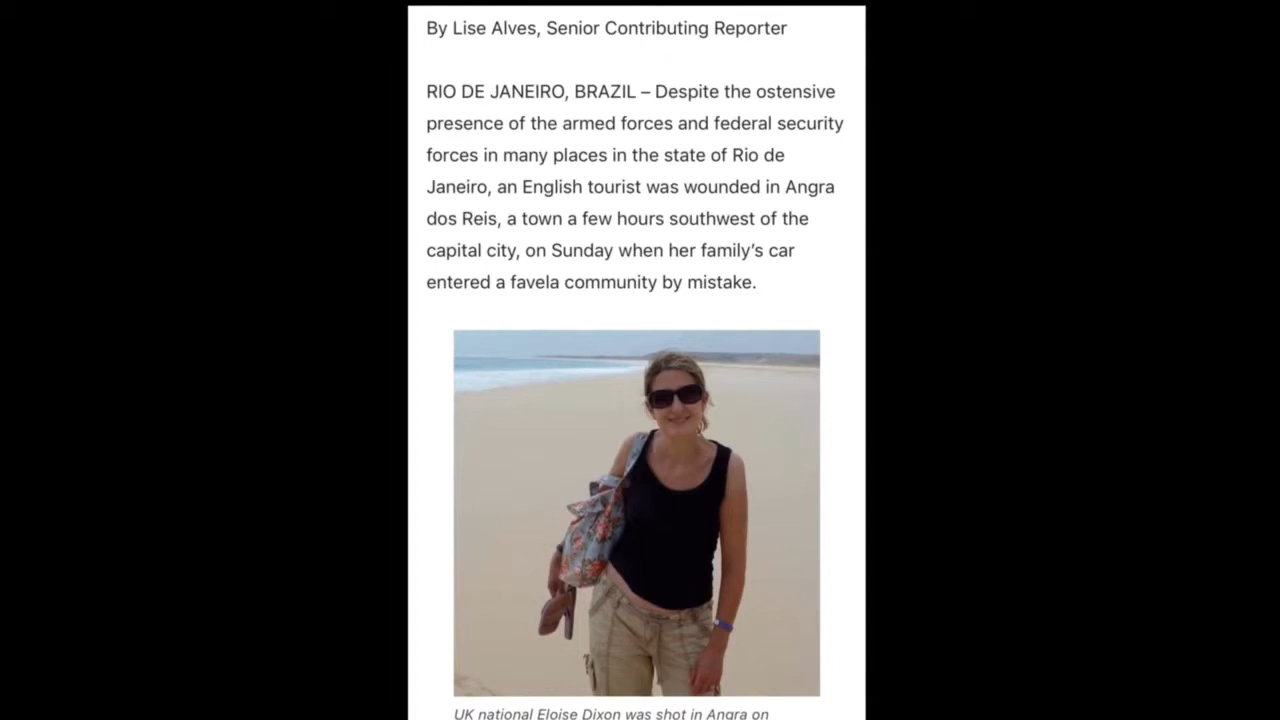 By Lise Alves, Senior Contributing Reporter
RIO DE JANEIRO, BRAZIL – Despite the ostensive
presence of the armed forces and federal security
forces in many places in the state of Rio de
Janeiro, an English tourist was wounded in Angra
dos Reis, a town a few hours southwest of the
capital city, on Sunday when her family’s car
entered a favela community by mistake.
UK national Eloise Dixon was shot in Angra on